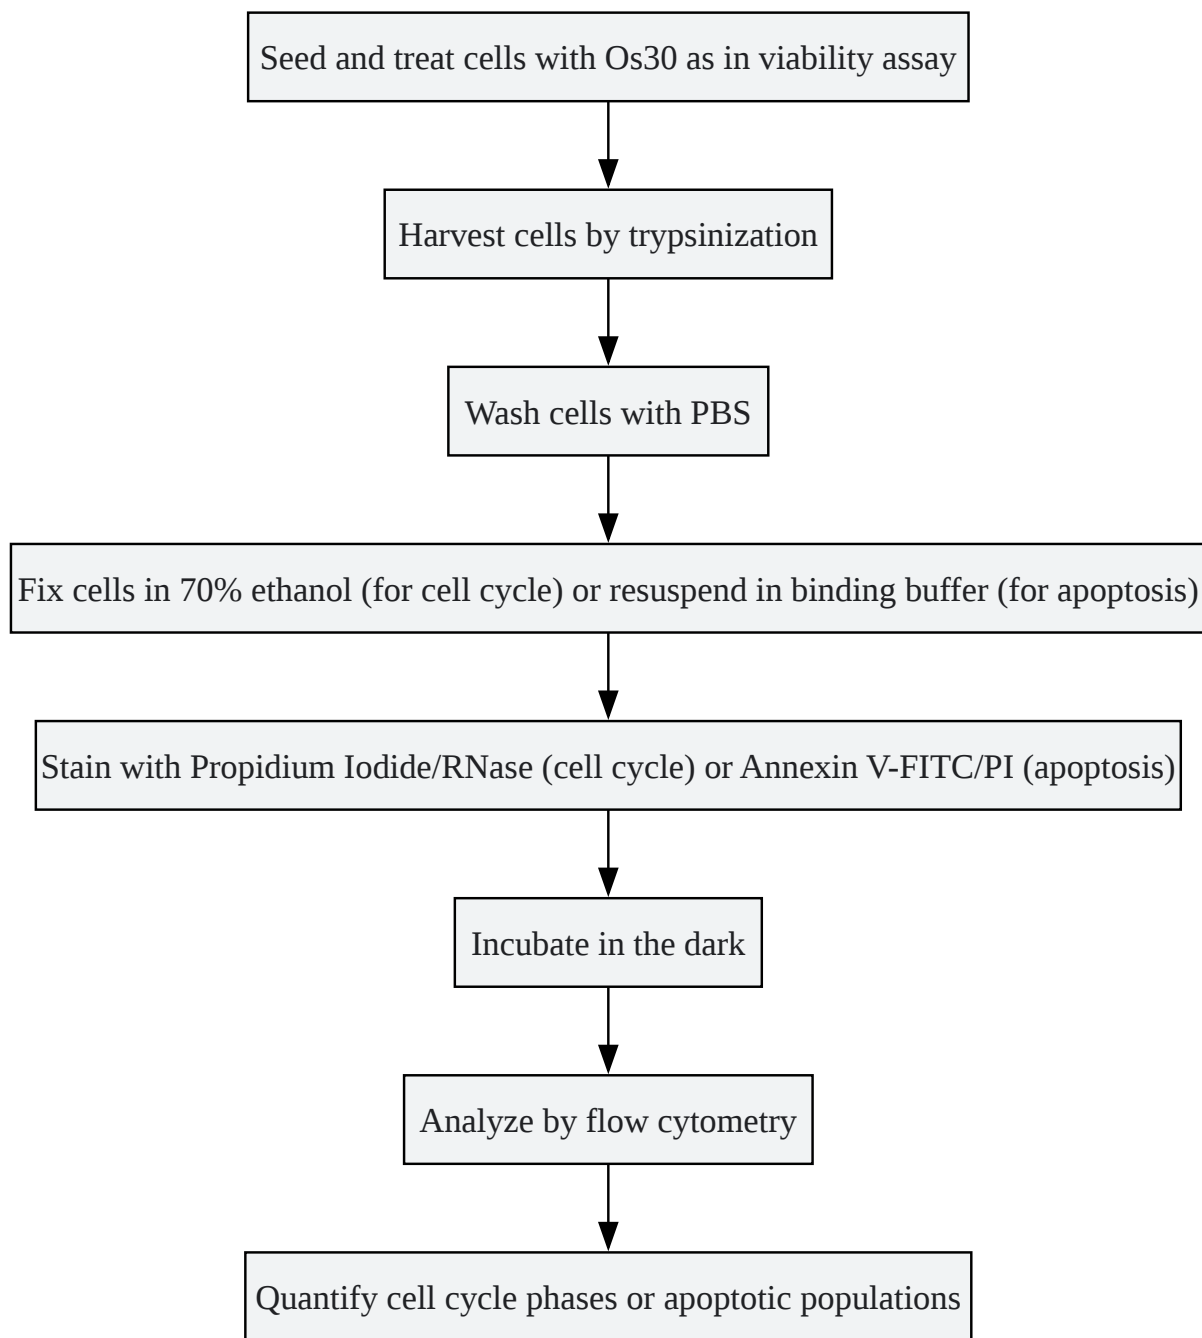 Seed and treat cells with Os30 as in viability assay
Harvest cells by trypsinization
Wash cells with PBS
Fix cells in 70% ethanol (for cell cycle) or resuspend in binding buffer (for apoptosis)
Stain with Propidium Iodide/RNase (cell cycle) or Annexin V-FITC/PI (apoptosis)
Incubate in the dark
Analyze by flow cytometry
Quantify cell cycle phases or apoptotic populations